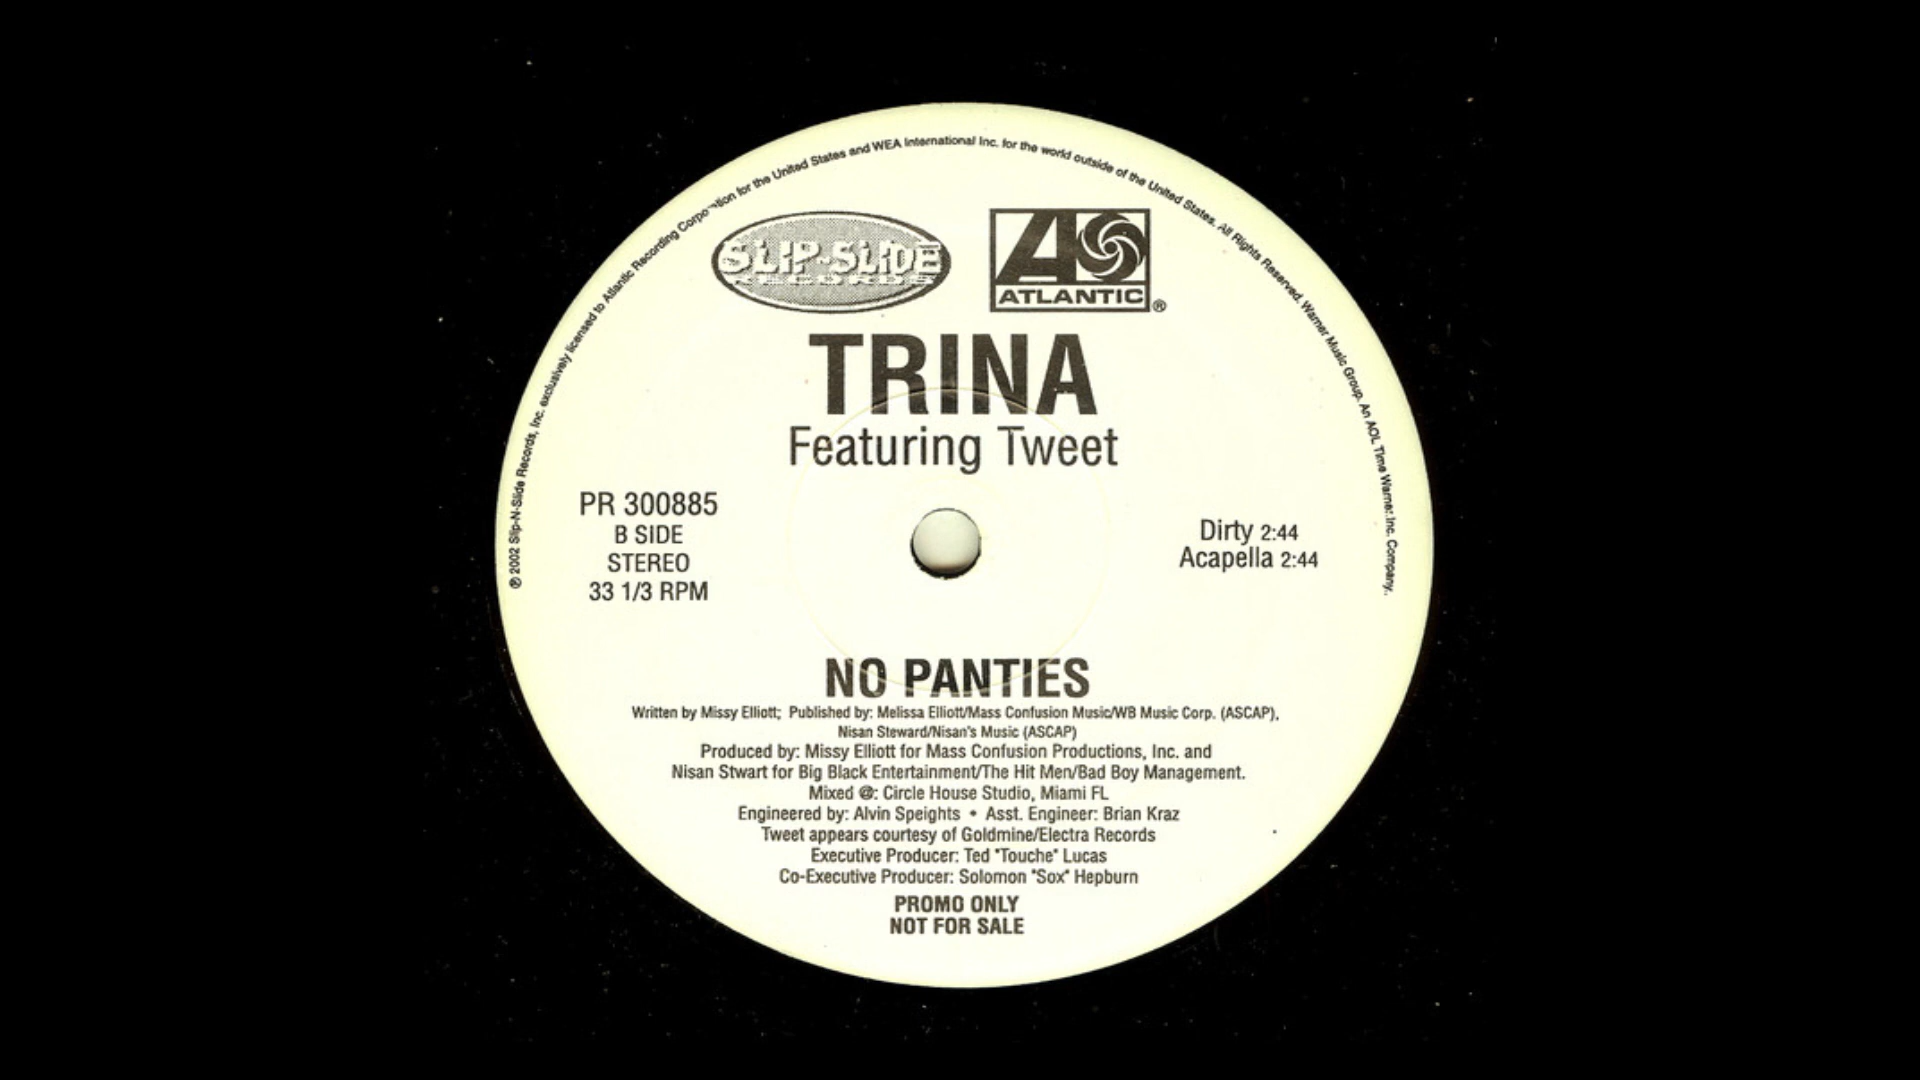 ℗ 2002 Slip-N-Slide Records, Inc. exclusively licensed to Atlantic Recording Corporation for the United States and WEA International Inc. for the world outside of the United States. All Rights Reserved. Warner Music Group. An AOL Time Warner.Inc. Company..
SLIP-N-SLIDE
RECORDS
ATLANTIC®
TRINA
Featuring Tweet
PR 300885
B SIDE
STEREO
33 1/3 RPM
Dirty 2:44
Acapella 2:44
NO PANTIES
Written by Missy Elliott; Published by: Melissa Elliott/Mass Confusion Music/WB Music Corp. (ASCAP),
Nisan Steward/Nisan's Music (ASCAP)
Produced by: Missy Elliott for Mass Confusion Productions, Inc. and
Nisan Stwart for Big Black Entertainment/The Hit Men/Bad Boy Management.
Mixed @: Circle House Studio, Miami FL
Engineered by: Alvin Speights • Asst. Engineer: Brian Kraz
Tweet appears courtesy of Goldmine/Electra Records
Executive Producer: Ted "Touche" Lucas
Co-Executive Producer: Solomon "Sox" Hepburn
PROMO ONLY
NOT FOR SALE